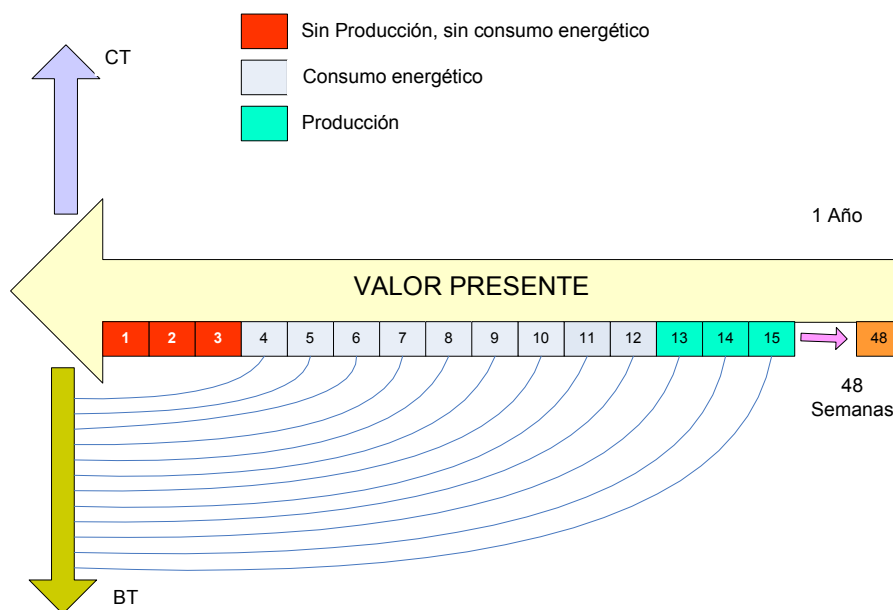 Sin Producción, sin consumo energético
CT
Consumo energético
Producción
1 Año
VALOR PRESENTE
1 2 3 4 5 6 7 8 9 10 11 12 13 14 15 48
48
Semanas
BT